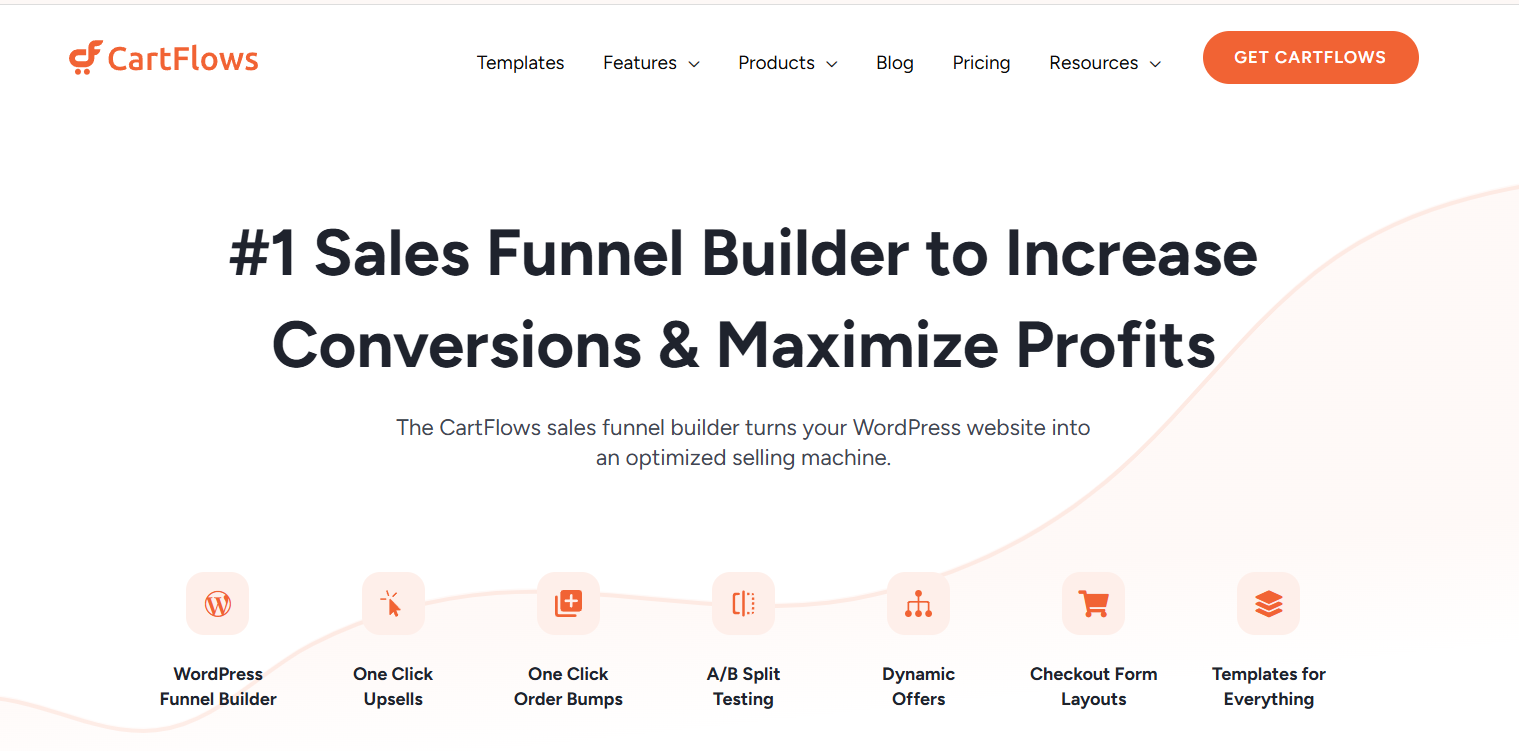 CartFlows
Templates
Features
Products
Blog
Pricing
Resources
GET CARTFLOWS
#1 Sales Funnel Builder to Increase
Conversions & Maximize Profits
The CartFlows sales funnel builder turns your WordPress website into
an optimized selling machine.
WordPress
Funnel Builder
One Click
Upsells
One Click
Order Bumps
A/B Split
Testing
Dynamic
Offers
Checkout Form
Layouts
Templates for
Everything